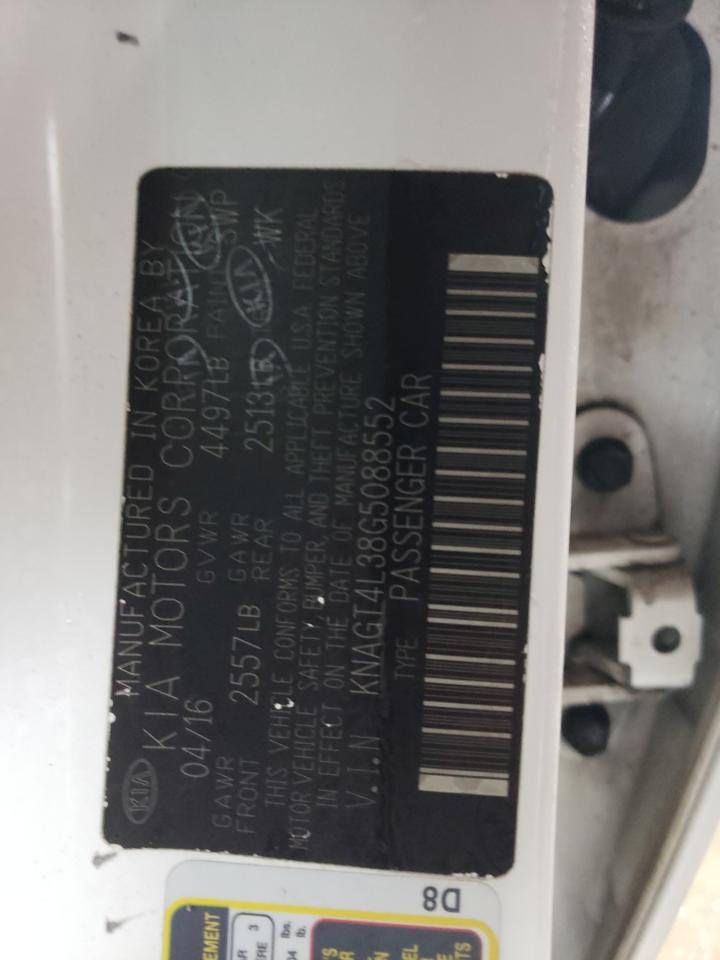 MANUFACTURED IN KOREA BY
KIA KIA MOTORS CORPORATION
04/16 GVWR 4497LB PAINT SWP
GAWR FRONT 2557LB GAWR REAR 2513LB WK
THIS VEHICLE CONFORMS TO ALL APPLICABLE U.S.A. FEDERAL
MOTOR VEHICLE SAFETY, BUMPER, AND THEFT PREVENTION STANDARDS
IN EFFECT ON THE DATE OF MANUFACTURE SHOWN ABOVE
V.I.N KNAGT4L38G5088552
TYPE PASSENGER CAR
D8